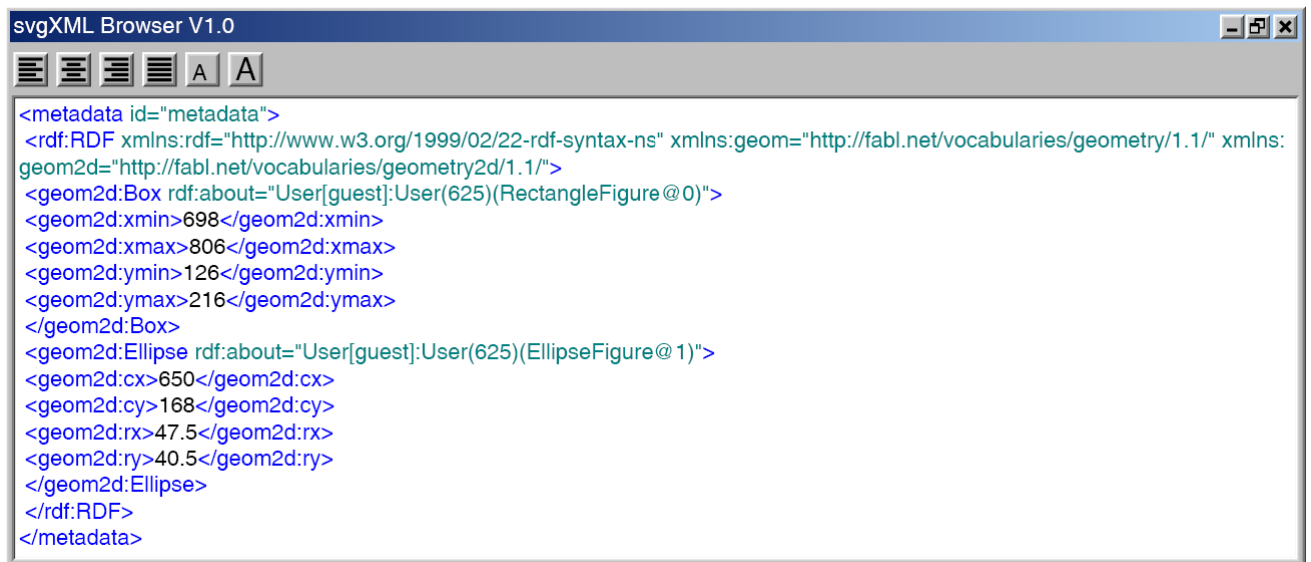 svgXML Browser V1.0
A A
<metadata id="metadata">
<rdf:RDF xmlns:rdf="http://www.w3.org/1999/02/22-rdf-syntax-ns" xmlns:geom="http://fabl.net/vocabularies/geometry/1.1/" xmlns:
geom2d="http://fabl.net/vocabularies/geometry2d/1.1/">
<geom2d:Box rdf:about="User[guest]:User(625)(RectangleFigure@0)">
<geom2d:xmin>698</geom2d:xmin>
<geom2d:xmax>806</geom2d:xmax>
<geom2d:ymin>126</geom2d:ymin>
<geom2d:ymax>216</geom2d:ymax>
</geom2d:Box>
<geom2d:Ellipse rdf:about="User[guest]:User(625)(EllipseFigure@1)">
<geom2d:cx>650</geom2d:cx>
<geom2d:cy>168</geom2d:cy>
<geom2d:rx>47.5</geom2d:rx>
<geom2d:ry>40.5</geom2d:ry>
</geom2d:Ellipse>
</rdf:RDF>
</metadata>